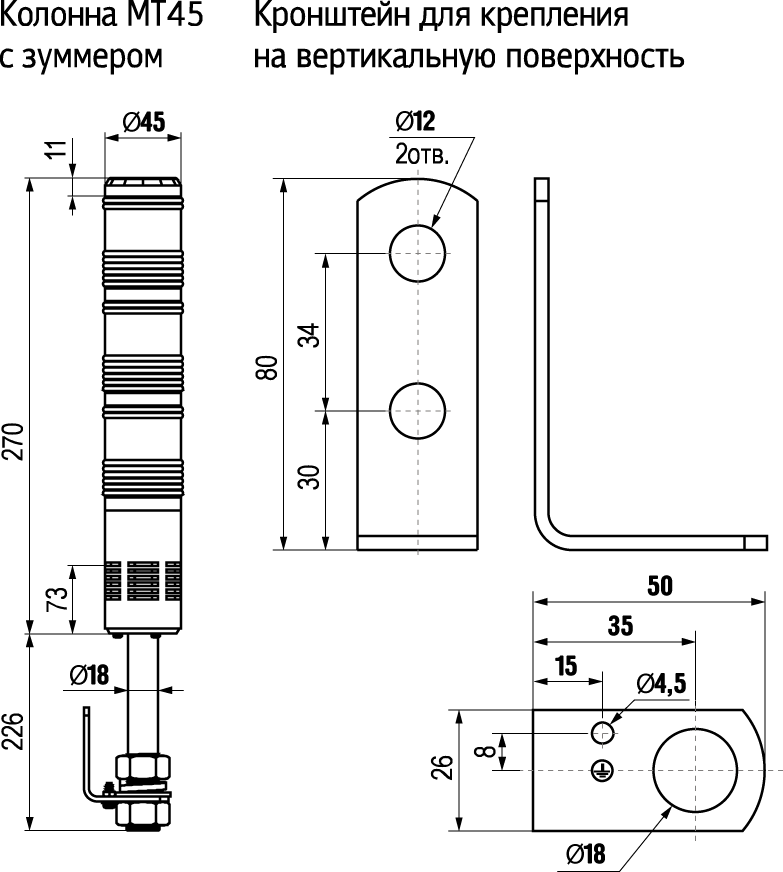 Колонна МТ45
с зуммером
Кронштейн для крепления
на вертикальную поверхность
Ø45
11
270
73
Ø18
226
Ø12
2отв.
34
80
30
50
35
15
Ø4,5
8
26
Ø18